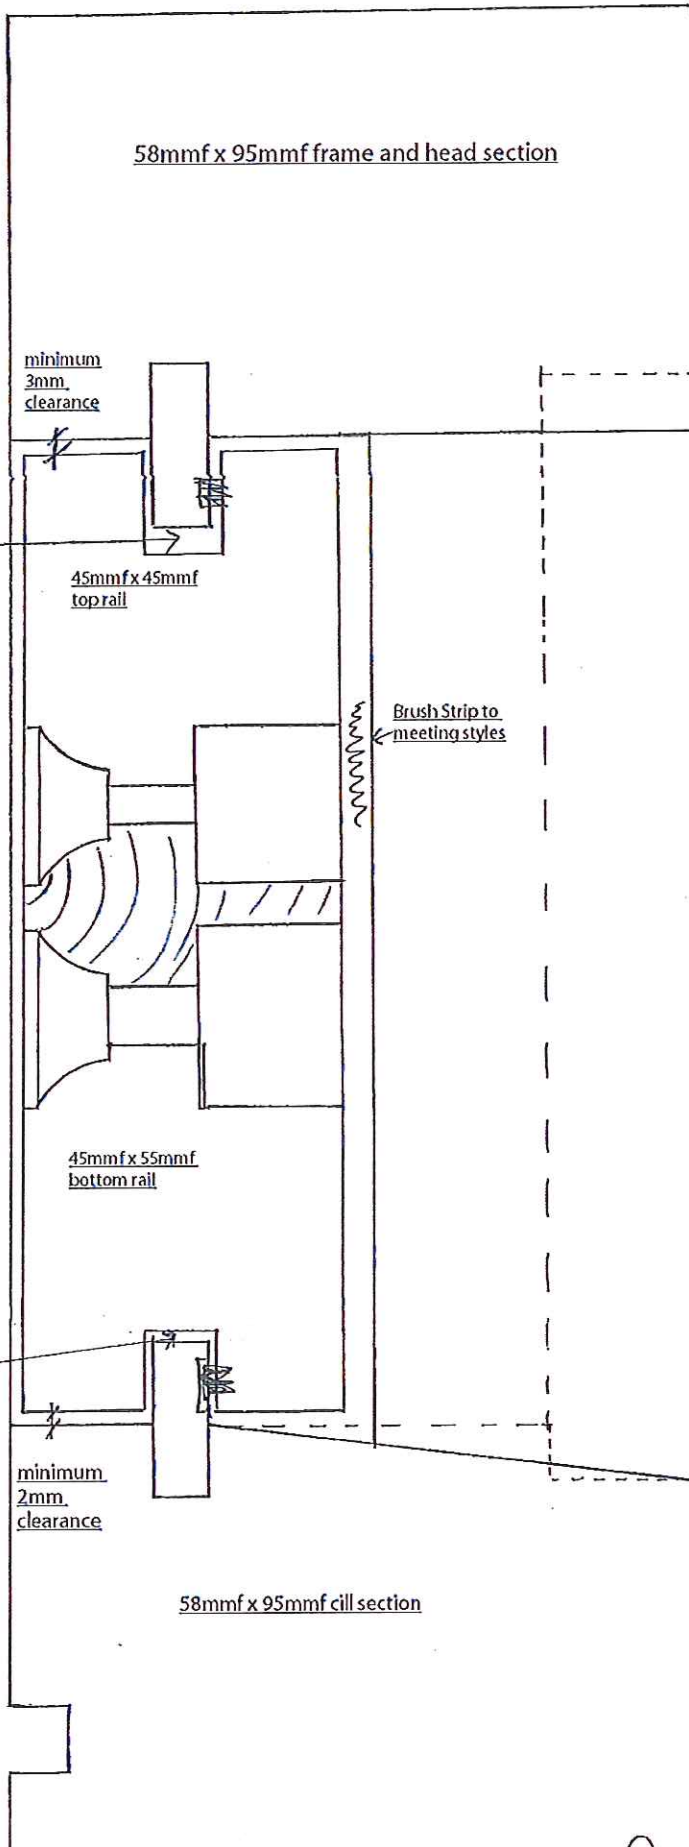 58mmf x 95mmf frame and head section
minimum
3mm
clearance
45mmf x 45mmf
top rail
Brush Strip to
meeting styles
45mmf x 55mmf
bottom rail
minimum
2mm
clearance
58mmf x 95mmf cill section